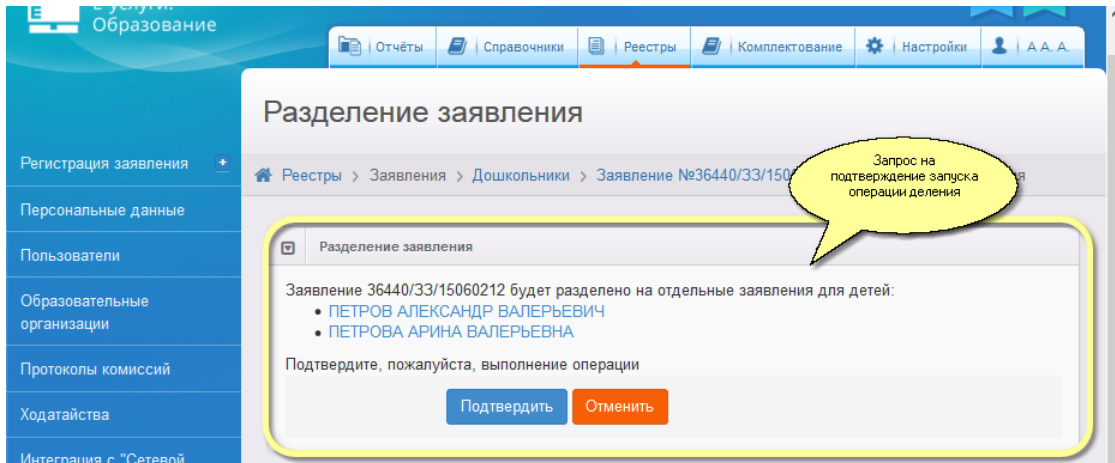 Е-услуги.
Образование
Отчёты
Справочники
Реестры
Комплектование
Настройки
А А. А.
Разделение заявления
Регистрация заявления
Реестры > Заявления > Дошкольники > Заявление №36440/ЗЗ/150
Запрос на
подтверждение запуска
операции деления
Персональные данные
Пользователи
Образовательные
организации
Протоколы комиссий
Ходатайства
Интеграция с "Сетевой
Разделение заявления
Заявление 36440/ЗЗ/15060212 будет разделено на отдельные заявления для детей:
• ПЕТРОВ АЛЕКСАНДР ВАЛЕРЬЕВИЧ
• ПЕТРОВА АРИНА ВАЛЕРЬЕВНА
Подтвердите, пожалуйста, выполнение операции
Подтвердить
Отменить